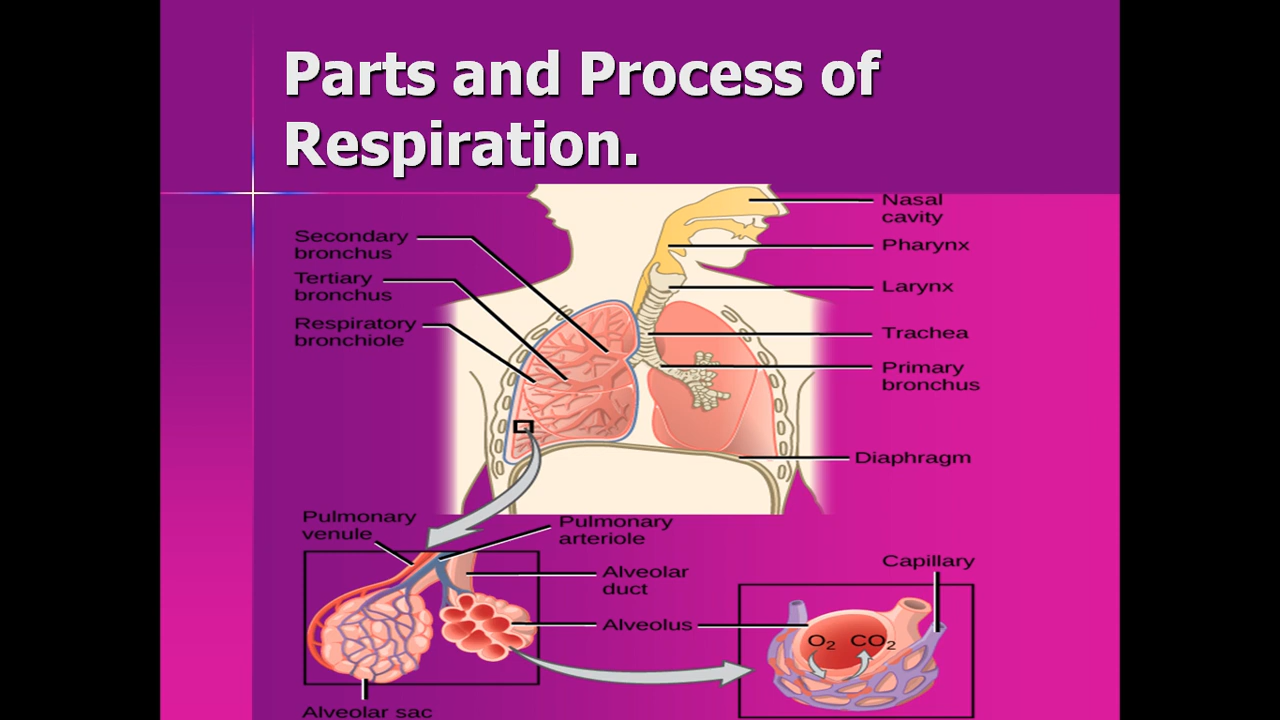 Parts and Process of
Respiration.
Nasal
cavity
Secondary
bronchus
Pharynx
Tertiary
bronchus
Larynx
Respiratory
bronchiole
Trachea
Primary
bronchus
Diaphragm
Pulmonary
venule
Pulmonary
arteriole
Capillary
Alveolar
duct
Alveolus
O₂ CO₂
Alveolar sac